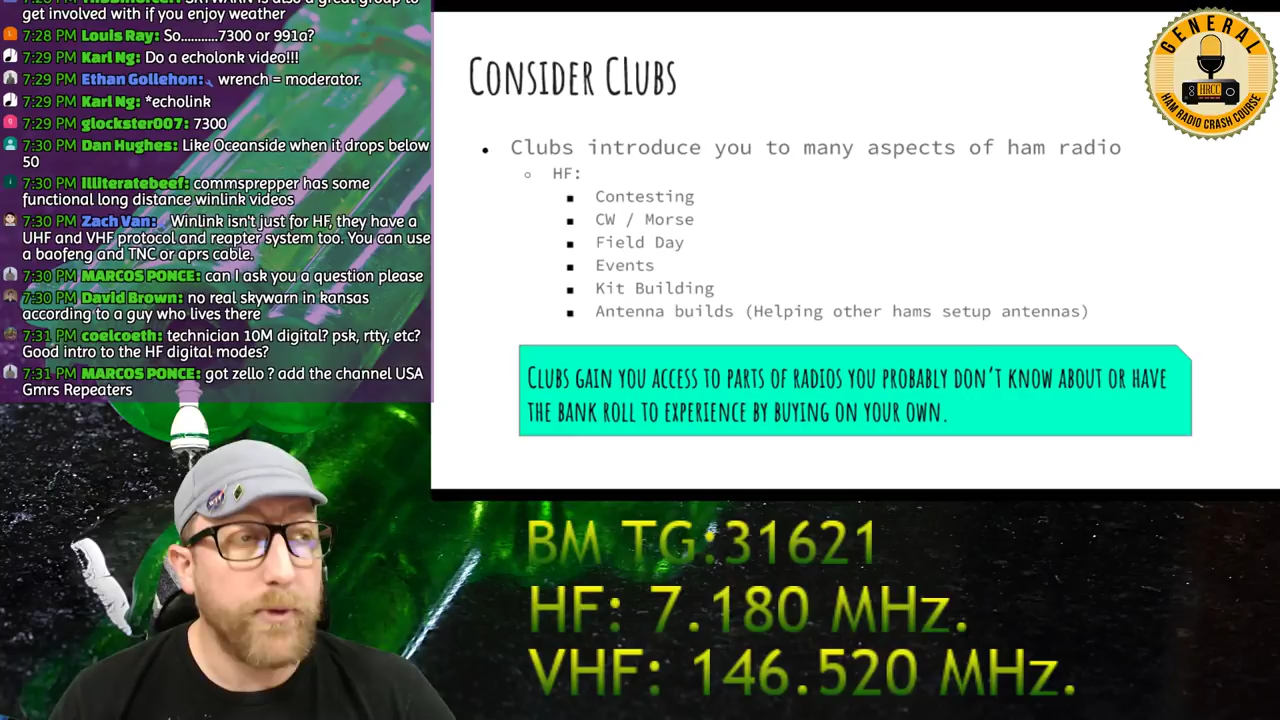 get involved with if you enjoy weather
7:28 PM Louis Ray: So...........7300 or 991a?
7:29 PM Karl Ng: Do a echolonk video!!!
7:29 PM Ethan Gollehon: wrench = moderator.
7:29 PM Karl Ng: *echolink
7:29 PM glockster007: 7300
7:30 PM Dan Hughes: Like Oceanside when it drops below
50
7:30 PM illiteratebeef: commsprepper has some
functional long distance winlink videos
7:30 PM Zach Van: Winlink isn't just for HF, they have a
UHF and VHF protocol and reapter system too. You can use
a baofeng and TNC or aprs cable.
7:30 PM MARCOS PONCE: can I ask you a question please
7:30 PM David Brown: no real skywarn in kansas
according to a guy who lives there
7:31 PM coelcoeth: technician 10M digital? psk, rtty, etc?
Good intro to the HF digital modes?
7:31 PM MARCOS PONCE: got zello ? add the channel USA
Gmrs Repeaters
CONSIDER CLUBS
• Clubs introduce you to many aspects of ham radio
○ HF:
■ Contesting
■ CW / Morse
■ Field Day
■ Events
■ Kit Building
■ Antenna builds (Helping other hams setup antennas)
CLUBS GAIN YOU ACCESS TO PARTS OF RADIOS YOU PROBABLY DON'T KNOW ABOUT OR HAVE
THE BANK ROLL TO EXPERIENCE BY BUYING ON YOUR OWN.
GENERAL
HRCC
HAM RADIO CRASH COURSE
BM TG:31621
HF: 7.180 MHz.
VHF: 146.520 MHz.